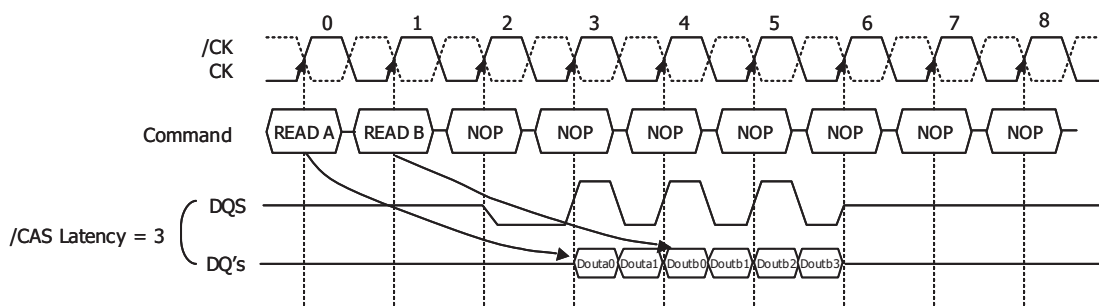 0 1 2 3 4 5 6 7 8
/CK
CK
Command READ A READ B NOP NOP NOP NOP NOP NOP NOP
DQS
/CAS Latency = 3
DQ's Douta0 Douta1 Doutb0 Doutb1 Doutb2 Doutb3